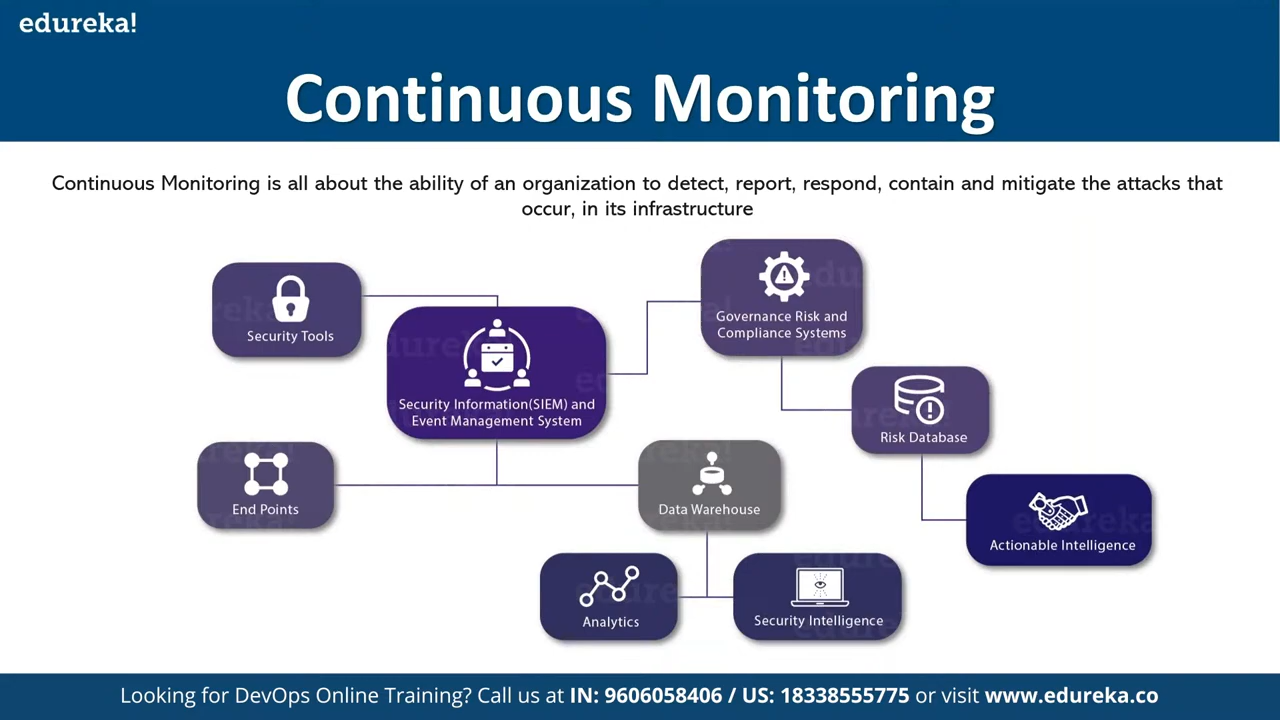 edureka!
Continuous Monitoring
Continuous Monitoring is all about the ability of an organization to detect, report, respond, contain and mitigate the attacks that
occur, in its infrastructure
Security Tools
Security Information(SIEM) and
Event Management System
Governance Risk and
Compliance Systems
Risk Database
End Points
Data Warehouse
Actionable Intelligence
Analytics
Security Intelligence
Looking for DevOps Online Training? Call us at IN: 9606058406 / US: 18338555775 or visit www.edureka.co